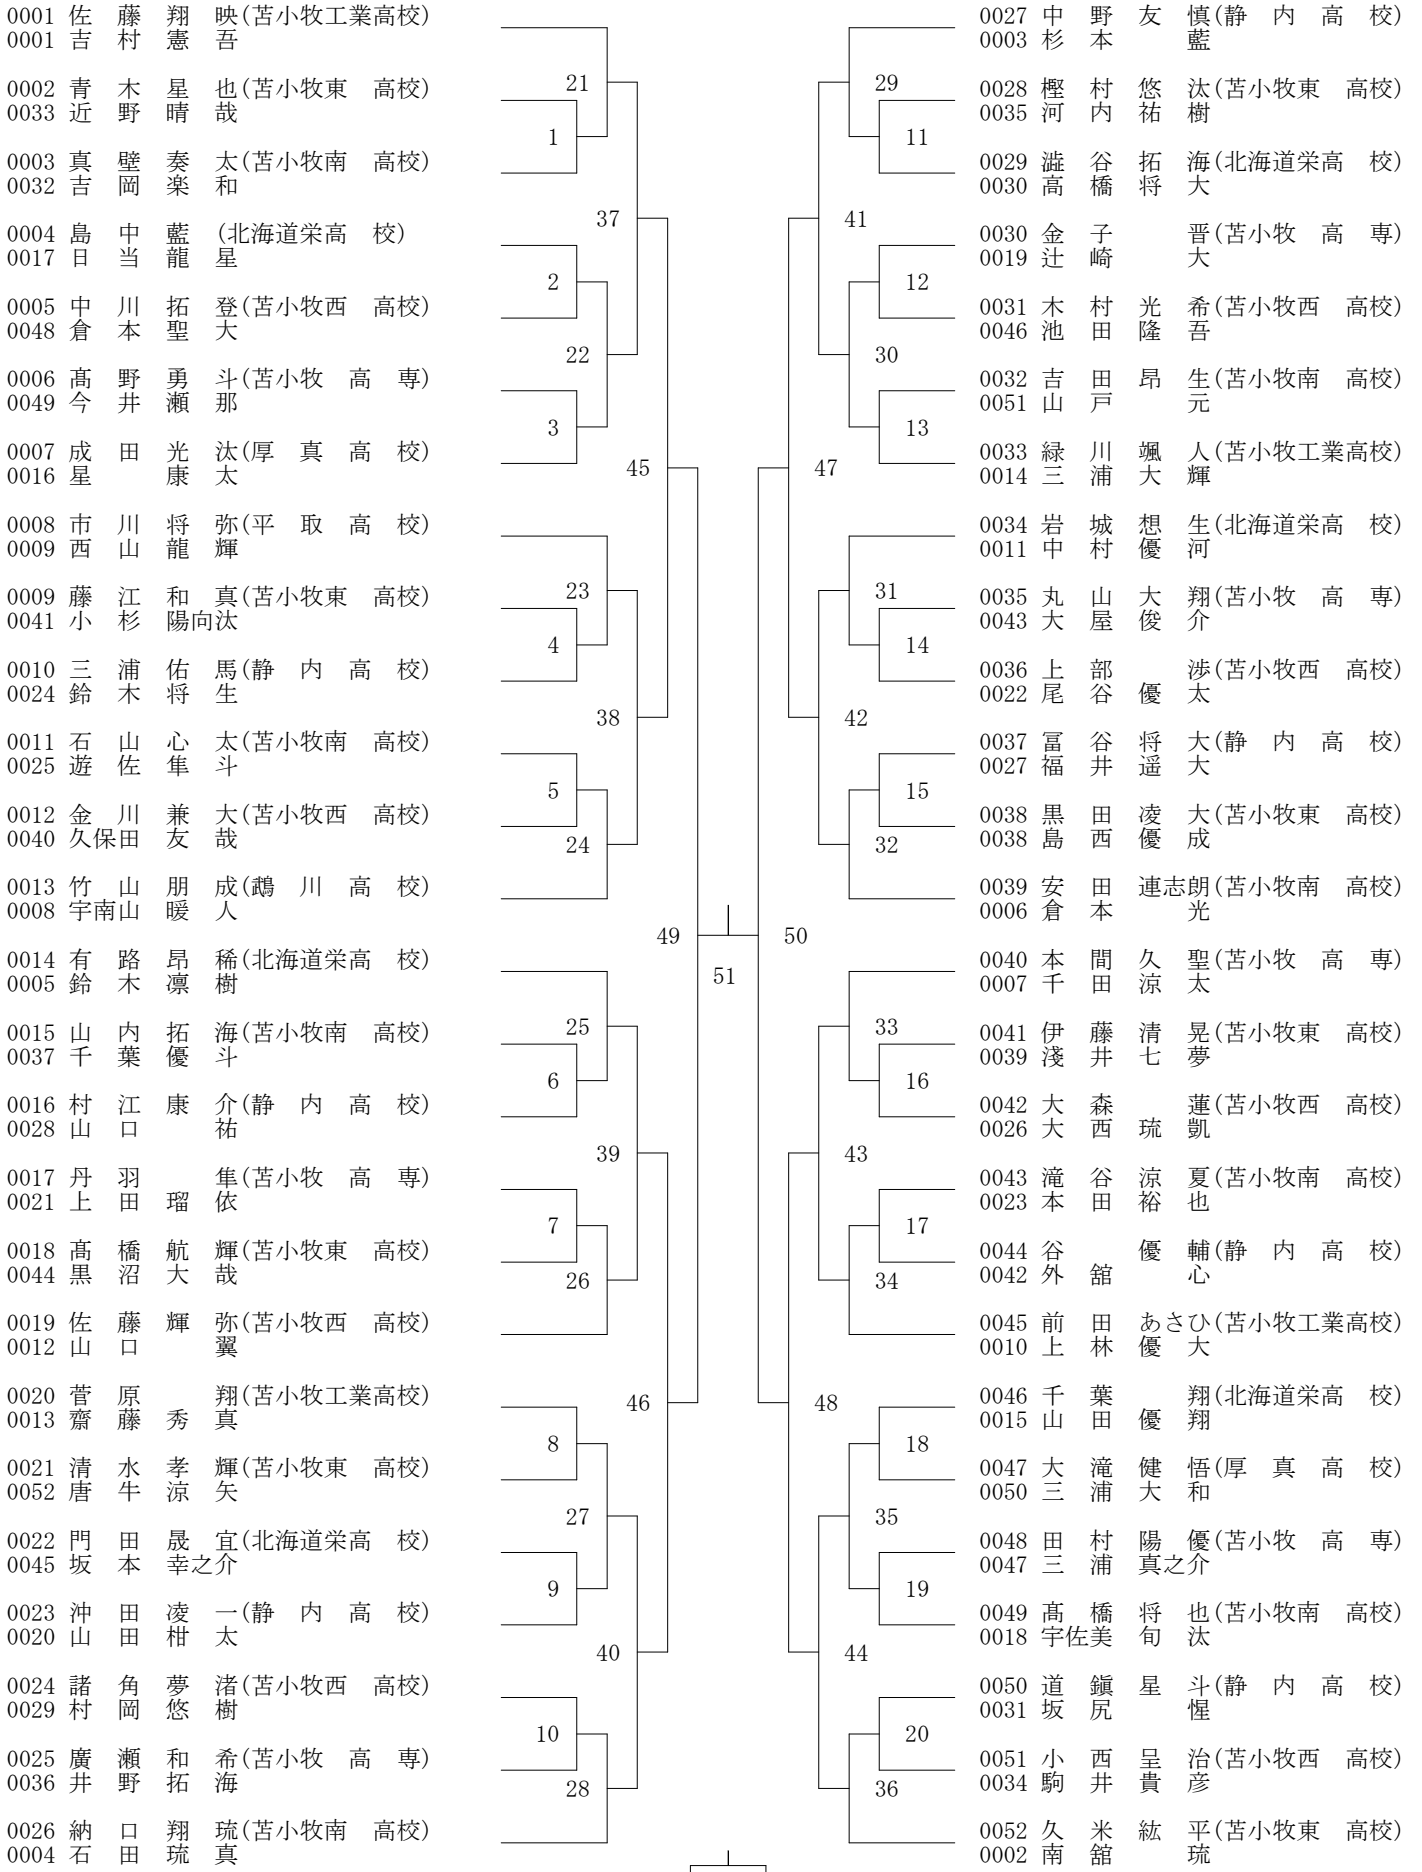 0001 佐 藤 翔 映(苫小牧工業高校)
0001 吉 村 憲 吾
0002 青 木 星 也(苫小牧東 高校)
0033 近 野 晴 哉
0003 真 壁 奏 太(苫小牧南 高校)
0032 吉 岡 楽 和
0004 島 中 藍 (北海道栄高 校)
0017 日 当 龍 星
0005 中 川 拓 登(苫小牧西 高校)
0048 倉 本 聖 大
0006 髙 野 勇 斗(苫小牧 高 専)
0049 今 井 瀬 那
0007 成 田 光 汰(厚 真 高 校)
0016 星 康 太
0008 市 川 将 弥(平 取 高 校)
0009 西 山 龍 輝
0009 藤 江 和 真(苫小牧東 高校)
0041 小 杉 陽向汰
0010 三 浦 佑 馬(静 内 高 校)
0024 鈴 木 将 生
0011 石 山 心 太(苫小牧南 高校)
0025 遊 佐 隼 斗
0012 金 川 兼 大(苫小牧西 高校)
0040 久保田 友 哉
0013 竹 山 朋 成(鵡 川 高 校)
0008 宇南山 暖 人
0014 有 路 昂 稀(北海道栄高 校)
0005 鈴 木 凛 樹
0015 山 内 拓 海(苫小牧南 高校)
0037 千 葉 優 斗
0016 村 江 康 介(静 内 高 校)
0028 山 口 祐
0017 丹 羽 隼(苫小牧 高 専)
0021 上 田 瑠 依
0018 髙 橋 航 輝(苫小牧東 高校)
0044 黒 沼 大 哉
0019 佐 藤 輝 弥(苫小牧西 高校)
0012 山 口 翼
0020 菅 原 翔(苫小牧工業高校)
0013 齋 藤 秀 真
0021 清 水 孝 輝(苫小牧東 高校)
0052 唐 牛 涼 矢
0022 門 田 晟 宜(北海道栄高 校)
0045 坂 本 幸之介
0023 沖 田 凌 一(静 内 高 校)
0020 山 田 柑 太
0024 諸 角 夢 渚(苫小牧西 高校)
0029 村 岡 悠 樹
0025 廣 瀬 和 希(苫小牧 高 専)
0036 井 野 拓 海
0026 納 口 翔 琉(苫小牧南 高校)
0004 石 田 琉 真
21
1
37
2
22
3
45
23
4
38
5
24
49
25
6
39
7
26
46
8
27
9
40
10
28
51
50
29
11
41
12
30
13
47
31
14
42
15
32
33
16
43
17
34
48
18
35
19
44
20
36
0027 中 野 友 慎(静 内 高 校)
0003 杉 本 藍
0028 樫 村 悠 汰(苫小牧東 高校)
0035 河 内 祐 樹
0029 澁 谷 拓 海(北海道栄高 校)
0030 高 橋 将 大
0030 金 子 晋(苫小牧 高 専)
0019 辻 崎 大
0031 木 村 光 希(苫小牧西 高校)
0046 池 田 隆 吾
0032 吉 田 昂 生(苫小牧南 高校)
0051 山 戸 元
0033 緑 川 颯 人(苫小牧工業高校)
0014 三 浦 大 輝
0034 岩 城 想 生(北海道栄高 校)
0011 中 村 優 河
0035 丸 山 大 翔(苫小牧 高 専)
0043 大 屋 俊 介
0036 上 部 渉(苫小牧西 高校)
0022 尾 谷 優 太
0037 冨 谷 将 大(静 内 高 校)
0027 福 井 遥 大
0038 黒 田 凌 大(苫小牧東 高校)
0038 島 西 優 成
0039 安 田 連志朗(苫小牧南 高校)
0006 倉 本 光
0040 本 間 久 聖(苫小牧 高 専)
0007 千 田 涼 太
0041 伊 藤 清 晃(苫小牧東 高校)
0039 淺 井 七 夢
0042 大 森 蓮(苫小牧西 高校)
0026 大 西 琉 凱
0043 滝 谷 涼 夏(苫小牧南 高校)
0023 本 田 裕 也
0044 谷 優 輔(静 内 高 校)
0042 外 舘 心
0045 前 田 あさひ(苫小牧工業高校)
0010 上 林 優 大
0046 千 葉 翔(北海道栄高 校)
0015 山 田 優 翔
0047 大 滝 健 悟(厚 真 高 校)
0050 三 浦 大 和
0048 田 村 陽 優(苫小牧 高 専)
0047 三 浦 真之介
0049 髙 橋 将 也(苫小牧南 高校)
0018 宇佐美 旬 汰
0050 道 鎭 星 斗(静 内 高 校)
0031 坂 尻 惺
0051 小 西 呈 治(苫小牧西 高校)
0034 駒 井 貴 彦
0052 久 米 紘 平(苫小牧東 高校)
0002 南 舘 琉